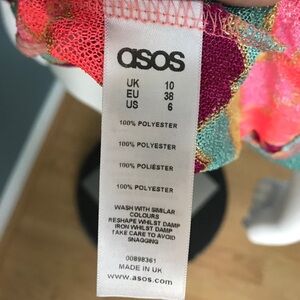 asos
UK 10
EU 38
US 6
100% POLYESTER
100% POLYESTER
100% POLIÉSTER
100% POLYESTER
WASH WITH SIMILAR
COLOURS
RESHAPE WHILST DAMP
IRON WHILST DAMP
TAKE CARE TO AVOID
SNAGGING
00898361
MADE IN UK
www.asos.com